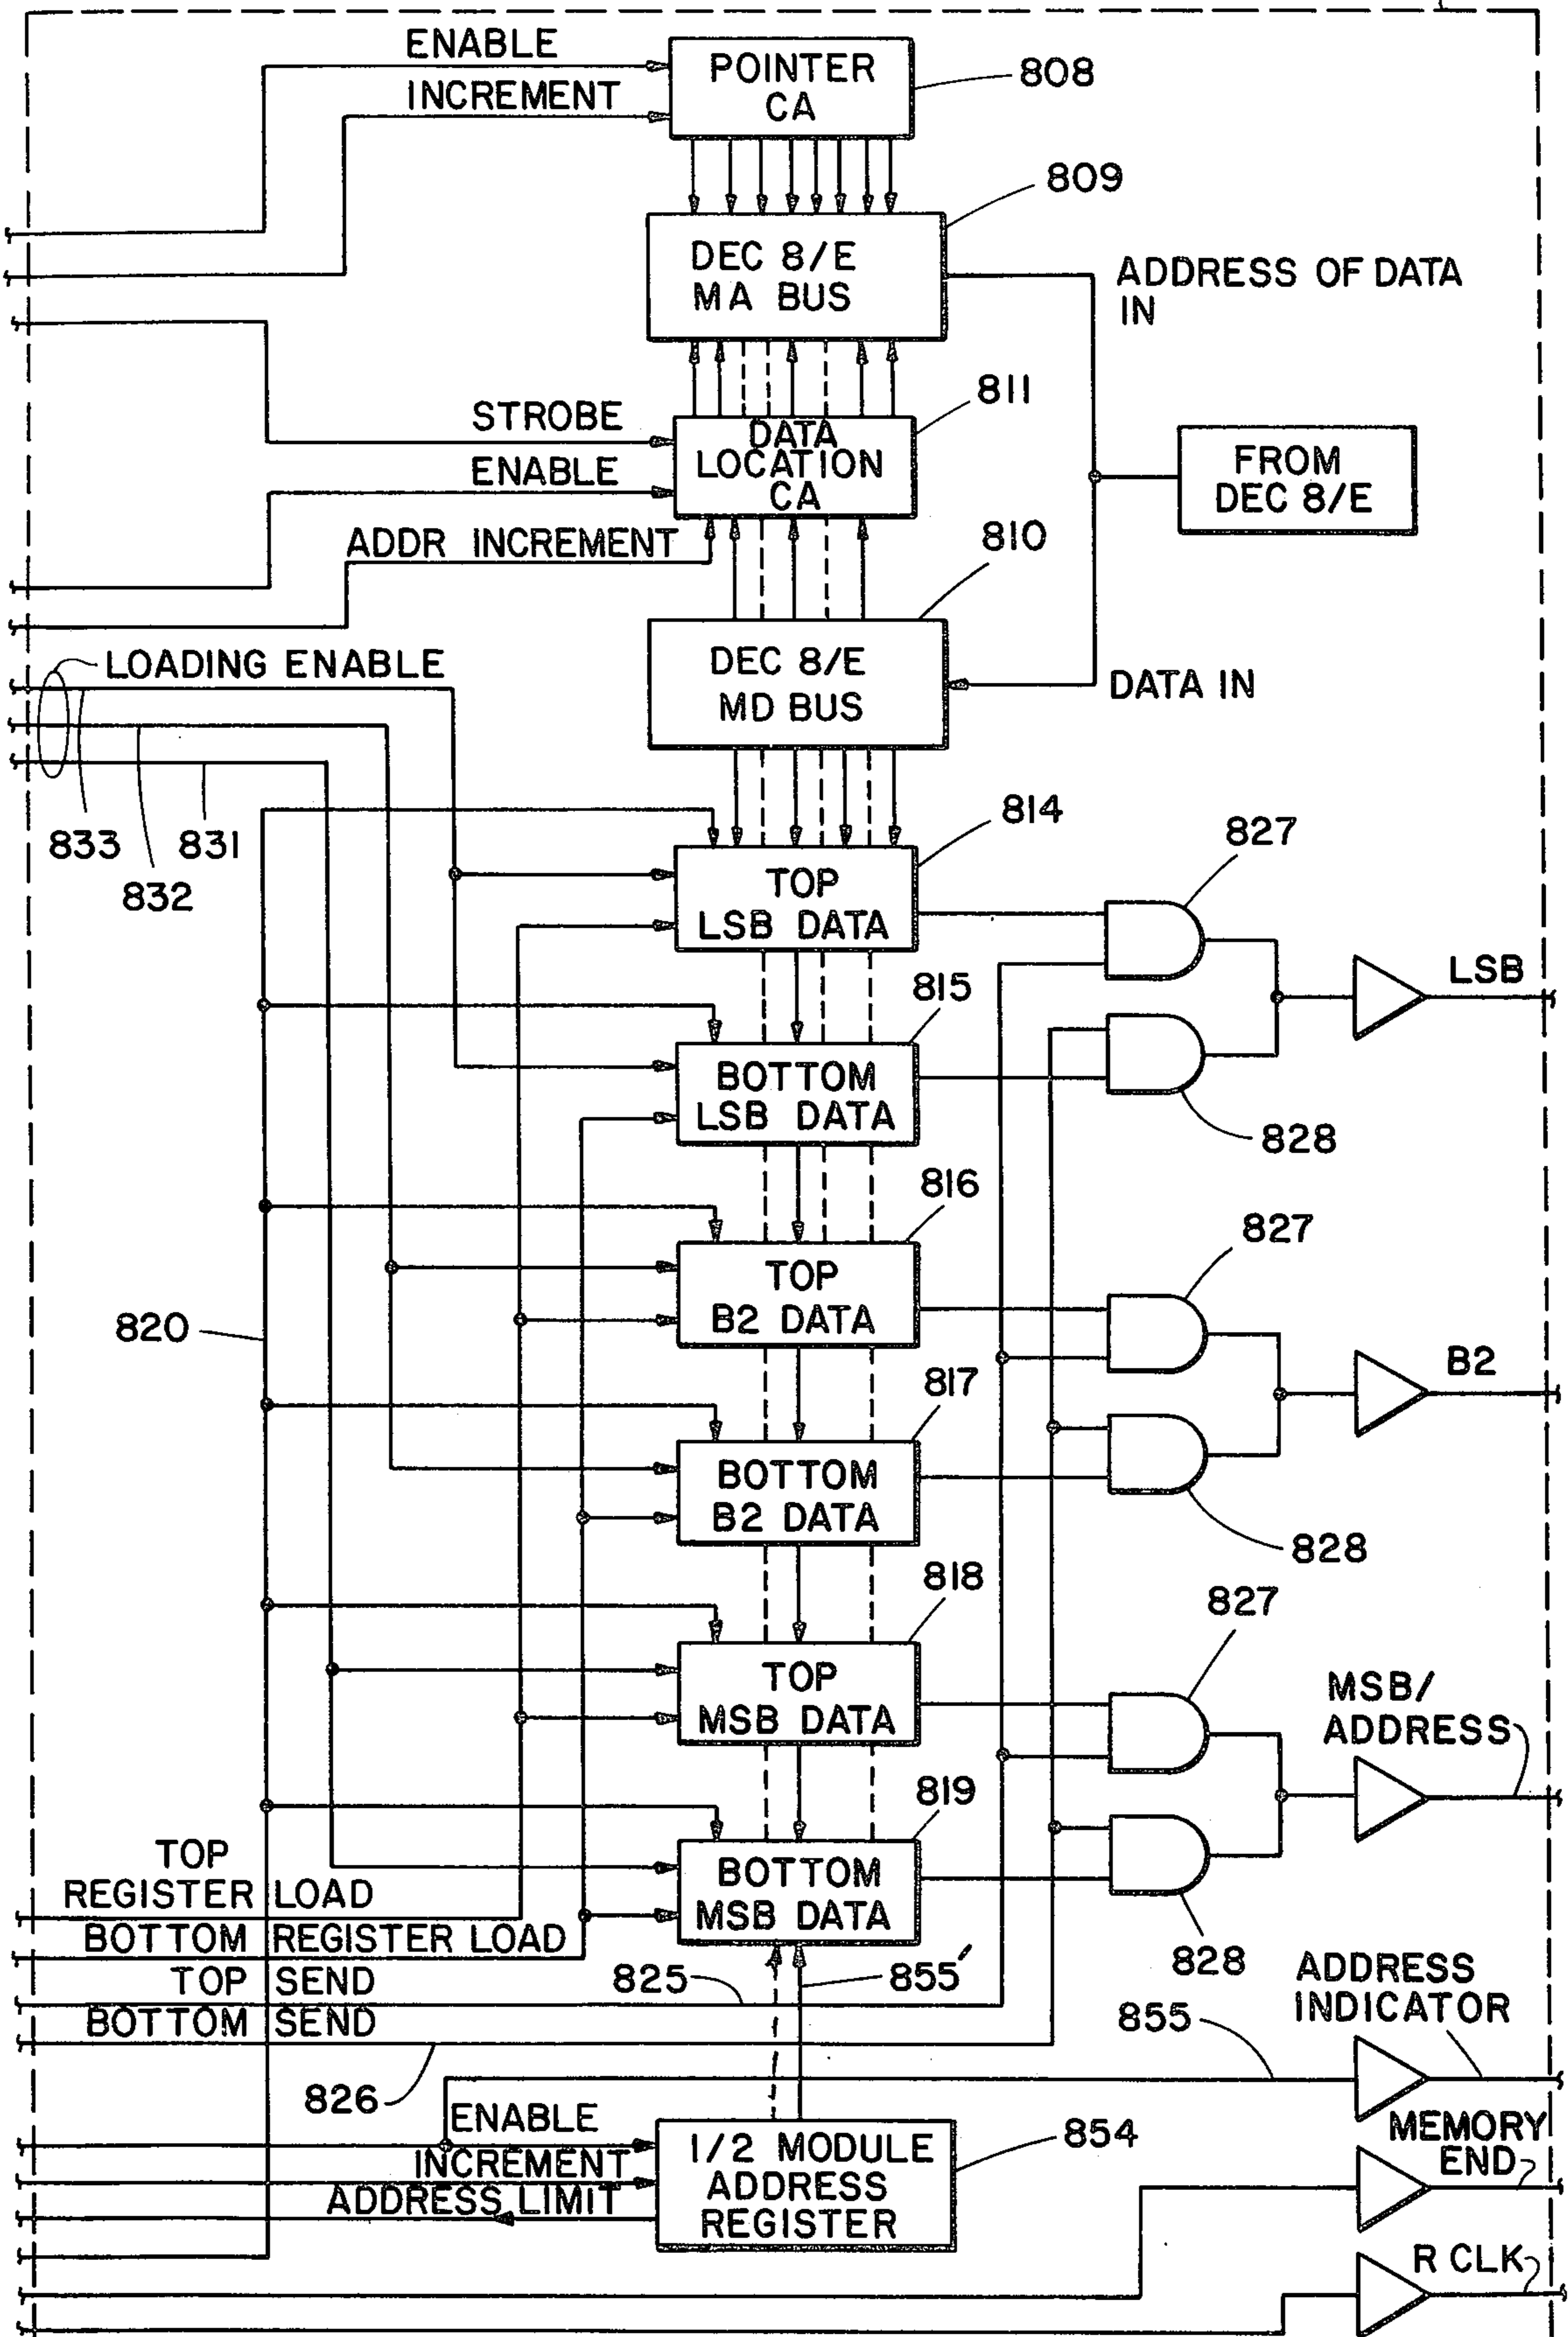 ENABLE
INCREMENT
POINTER
CA
808
809
DEC 8/E
MA BUS
ADDRESS OF DATA
IN
811
STROBE
ENABLE
ADDR INCREMENT
DATA
LOCATION
CA
FROM
DEC 8/E
810
LOADING ENABLE
DEC 8/E
MD BUS
DATA IN
833
831
832
814
TOP
LSB DATA
827
LSB
815
BOTTOM
LSB DATA
828
816
TOP
B2 DATA
827
820
B2
817
BOTTOM
B2 DATA
828
818
TOP
MSB DATA
827
MSB/
ADDRESS
819
BOTTOM
MSB DATA
828
TOP
REGISTER LOAD
BOTTOM REGISTER LOAD
TOP SEND
BOTTOM SEND
825
855'
826
855
ADDRESS
INDICATOR
ENABLE
INCREMENT
ADDRESS LIMIT
1/2 MODULE
ADDRESS
REGISTER
854
MEMORY
END
R CLK